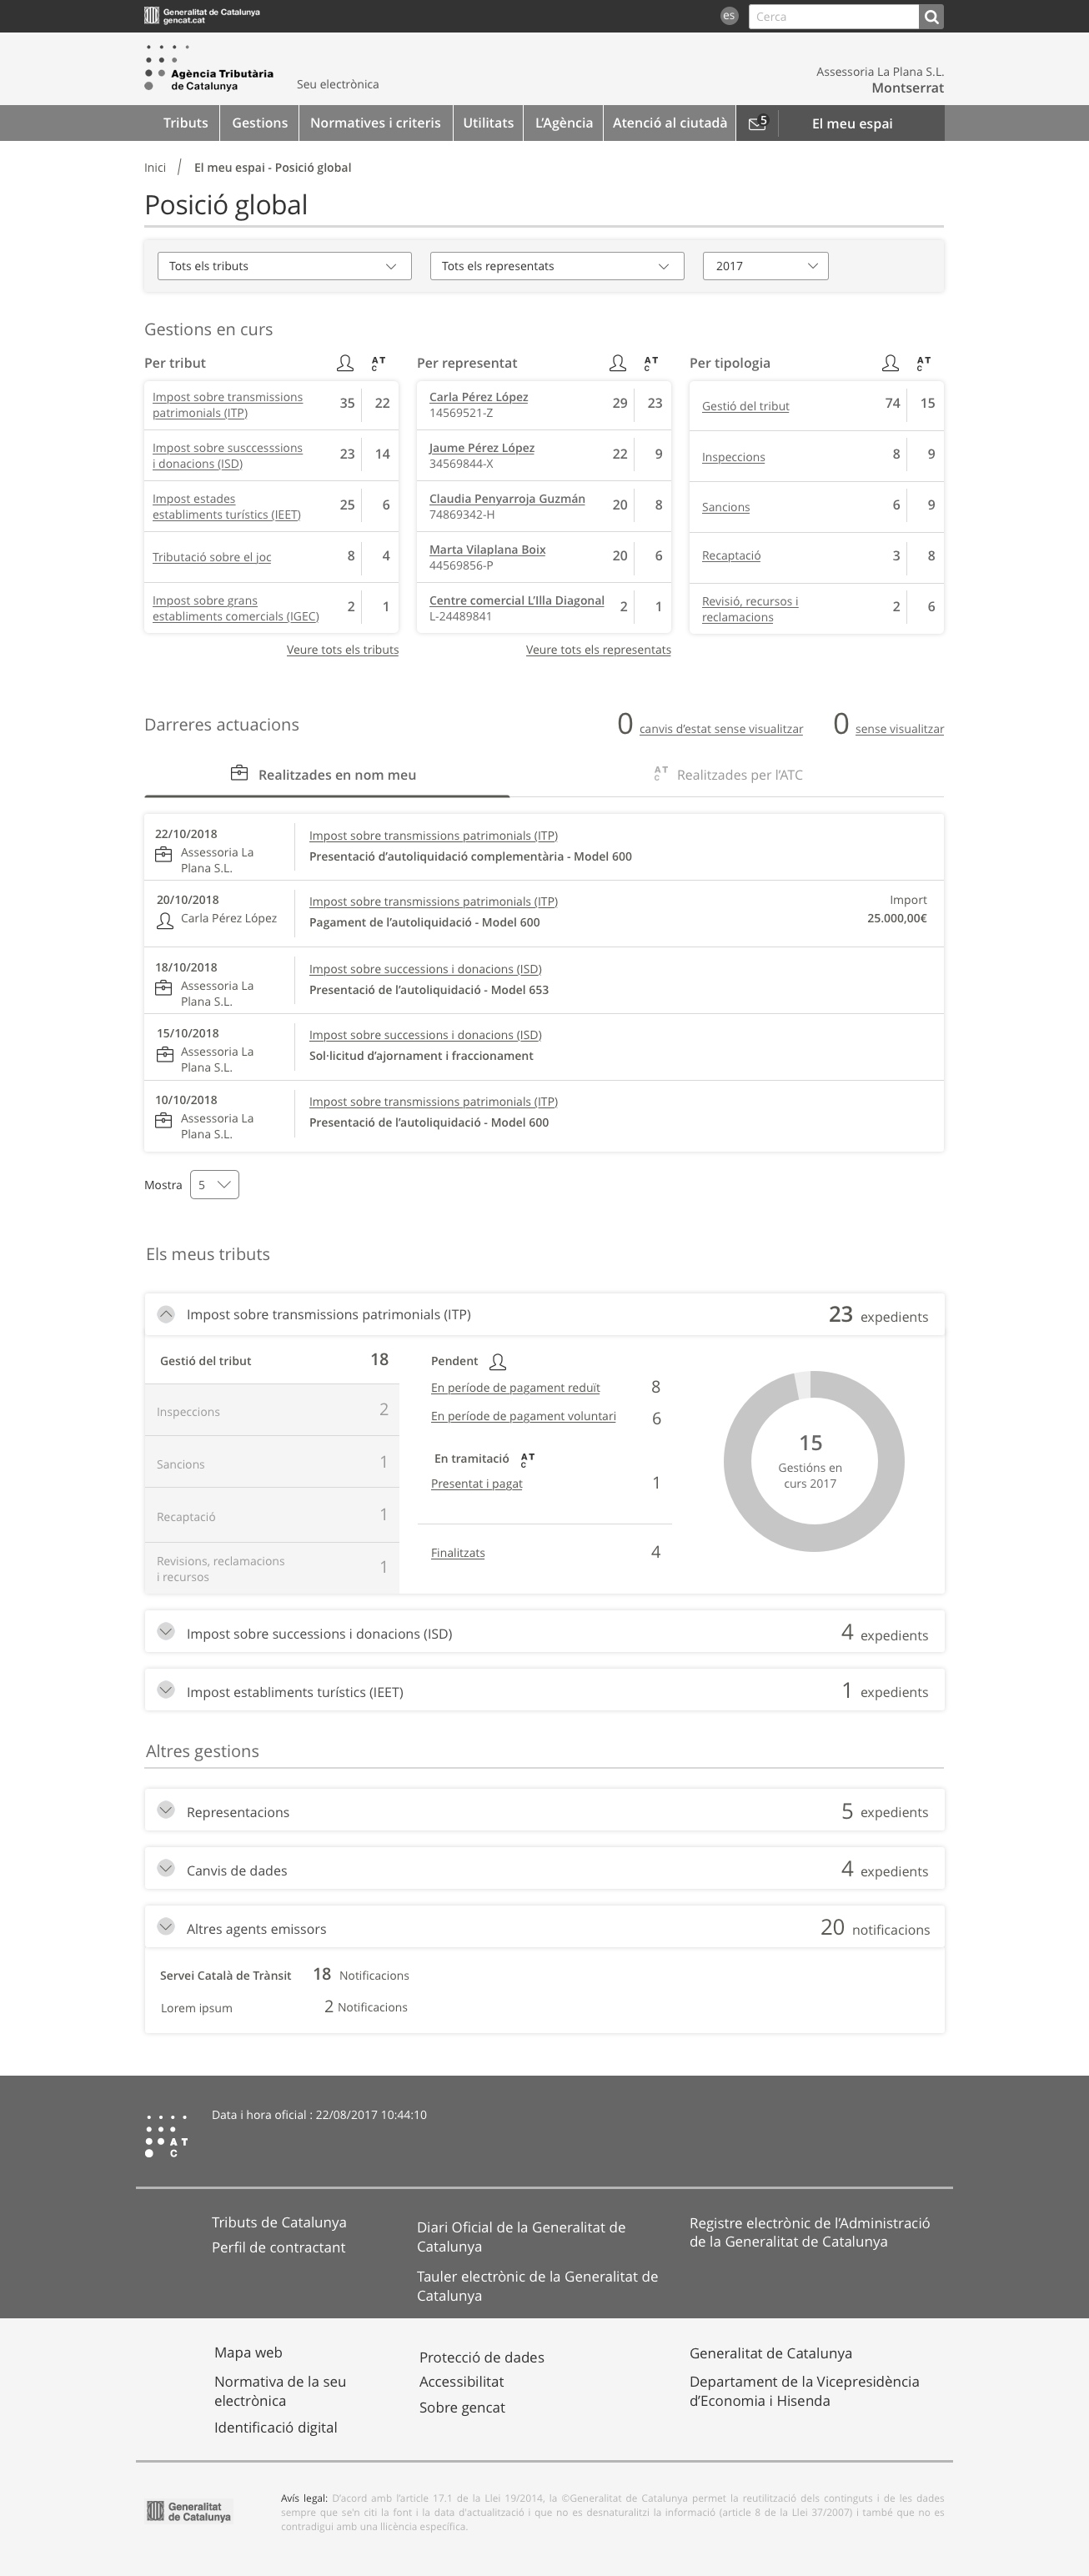 Generalitat de Catalunya
gencat.cat
es
Cerca
Agència Tributària
de Catalunya
Seu electrònica
Assessoria La Plana S.L.
Montserrat
Tributs
Gestions
Normatives i criteris
Utilitats
L’Agència
Atenció al ciutadà
5
El meu espai
Inici / El meu espai - Posició global
Posició global
Tots els tributs
Tots els representats
2017
Gestions en curs
Per tribut
A T
C
Impost sobre transmissions
patrimonials (ITP)
35 22
Impost sobre susccesssions
i donacions (ISD)
23 14
Impost estades
establiments turístics (IEET)
25 6
Tributació sobre el joc
8 4
Impost sobre grans
establiments comercials (IGEC)
2 1
Veure tots els tributs
Per representat
A T
C
Carla Pérez López
14569521-Z
29 23
Jaume Pérez López
34569844-X
22 9
Claudia Penyarroja Guzmán
74869342-H
20 8
Marta Vilaplana Boix
44569856-P
20 6
Centre comercial L’Illa Diagonal
L-24489841
2 1
Veure tots els representats
Per tipologia
A T
C
Gestió del tribut 74 15
Inspeccions 8 9
Sancions 6 9
Recaptació 3 8
Revisió, recursos i
reclamacions
2 6
Darreres actuacions
0 canvis d’estat sense visualitzar
0 sense visualitzar
Realitzades en nom meu
A T
C
Realitzades per l’ATC
22/10/2018
Assessoria La
Plana S.L.
Impost sobre transmissions patrimonials (ITP)
Presentació d’autoliquidació complementària - Model 600
20/10/2018
Carla Pérez López
Impost sobre transmissions patrimonials (ITP)
Pagament de l’autoliquidació - Model 600
Import
25.000,00€
18/10/2018
Assessoria La
Plana S.L.
Impost sobre successions i donacions (ISD)
Presentació de l’autoliquidació - Model 653
15/10/2018
Assessoria La
Plana S.L.
Impost sobre successions i donacions (ISD)
Sol·licitud d’ajornament i fraccionament
10/10/2018
Assessoria La
Plana S.L.
Impost sobre transmissions patrimonials (ITP)
Presentació de l’autoliquidació - Model 600
Mostra 5
Els meus tributs
Impost sobre transmissions patrimonials (ITP)
23 expedients
Gestió del tribut 18
Inspeccions 2
Sancions 1
Recaptació 1
Revisions, reclamacions
i recursos
1
Pendent
En període de pagament reduït 8
En període de pagament voluntari 6
En tramitació
A T
C
Presentat i pagat 1
Finalitzats 4
15
Gestións en
curs 2017
Impost sobre successions i donacions (ISD)
4 expedients
Impost establiments turístics (IEET)
1 expedients
Altres gestions
Representacions
5 expedients
Canvis de dades
4 expedients
Altres agents emissors
20 notificacions
Servei Català de Trànsit 18 Notificacions
Lorem ipsum 2 Notificacions
A T
C
Data i hora oficial : 22/08/2017 10:44:10
Tributs de Catalunya
Perfil de contractant
Diari Oficial de la Generalitat de
Catalunya
Tauler electrònic de la Generalitat de
Catalunya
Registre electrònic de l’Administració
de la Generalitat de Catalunya
Mapa web
Normativa de la seu
electrònica
Identificació digital
Protecció de dades
Accessibilitat
Sobre gencat
Generalitat de Catalunya
Departament de la Vicepresidència
d’Economia i Hisenda
Generalitat
de Catalunya
Avís legal: D’acord amb l’article 17.1 de la Llei 19/2014, la ©Generalitat de Catalunya permet la reutilització dels continguts i de les dades
sempre que se’n citi la font i la data d’actualització i que no es desnaturalitzi la informació (article 8 de la Llei 37/2007) i també que no es
contradigui amb una llicència específica.